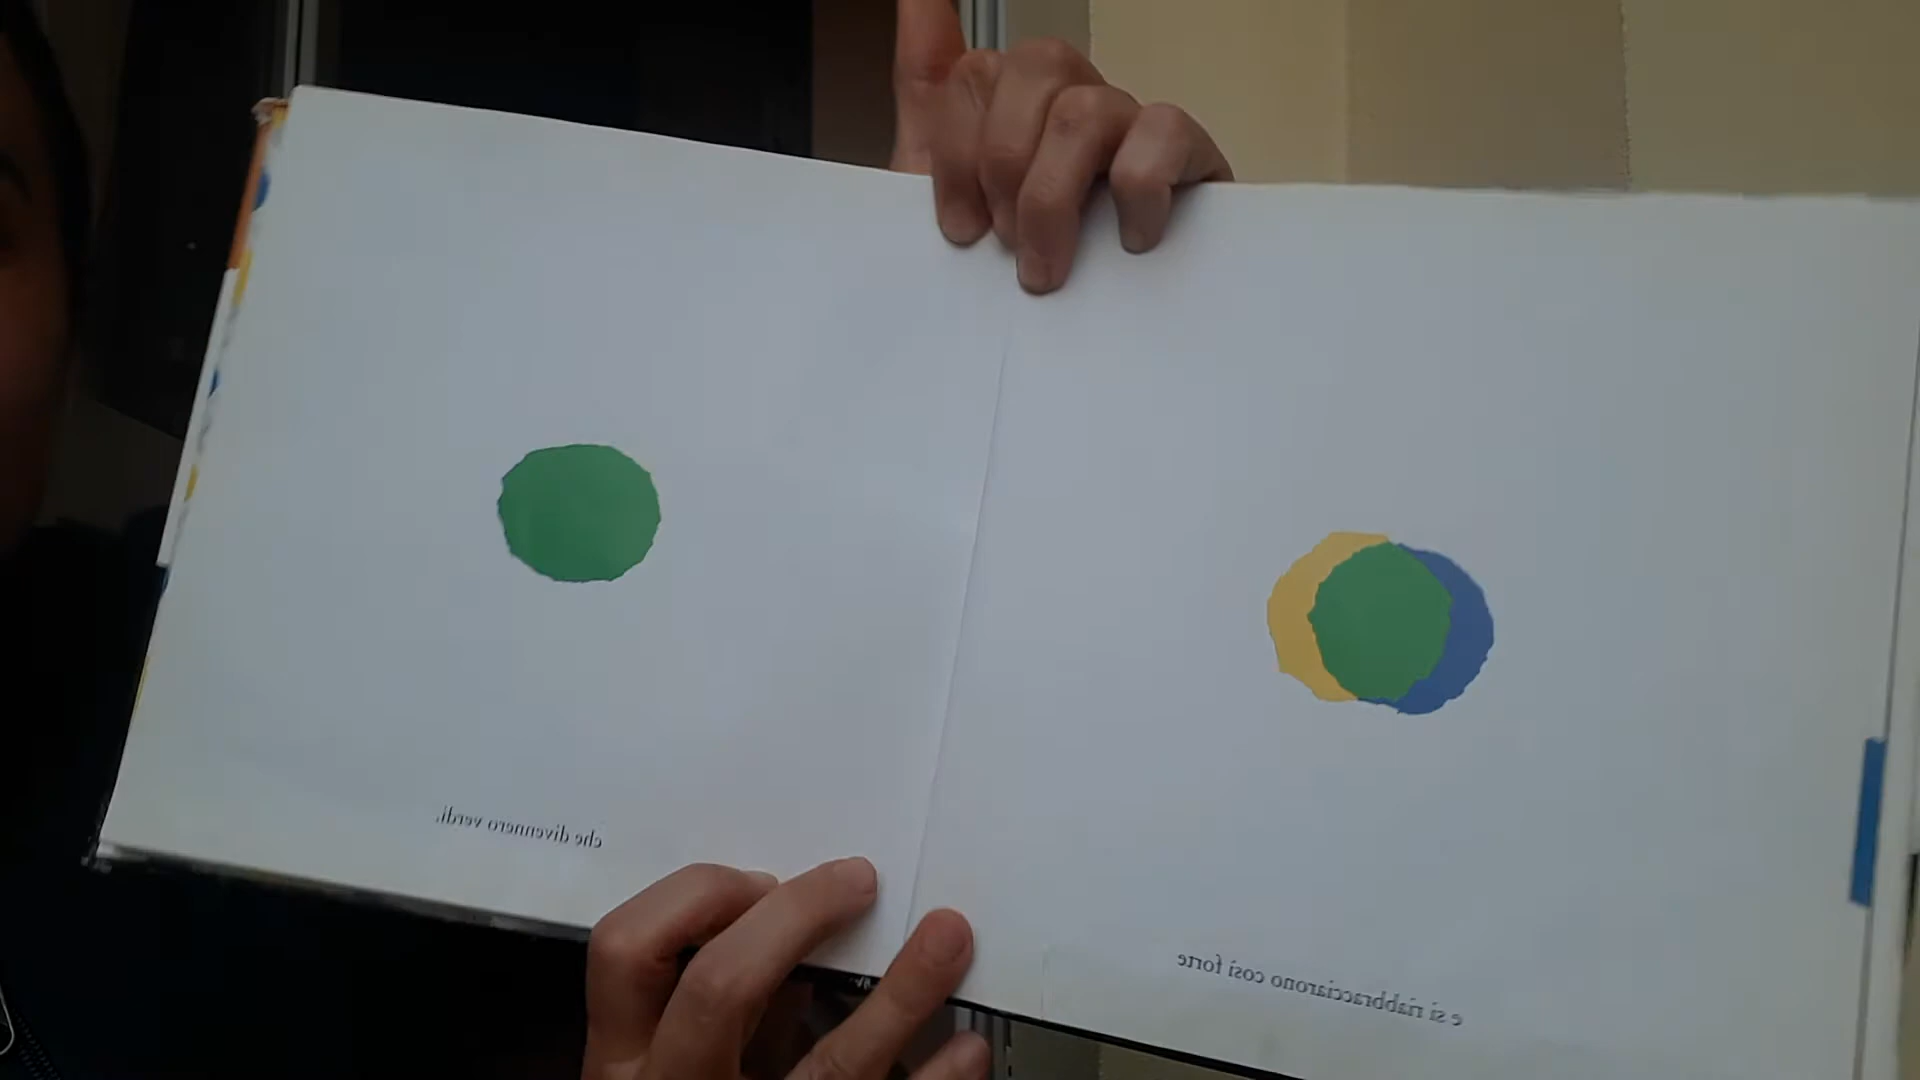 e si riabbracciarono così forte
che divennero verdi.